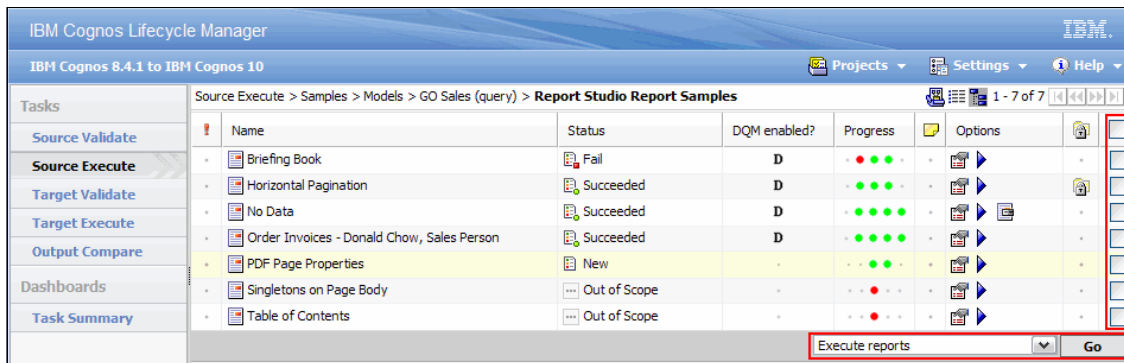 IBM Cognos Lifecycle Manager IBM.
IBM Cognos 8.4.1 to IBM Cognos 10 Projects Settings Help
Tasks
Source Validate
Source Execute
Target Validate
Target Execute
Output Compare
Dashboards
Task Summary
Source Execute > Samples > Models > GO Sales (query) > Report Studio Report Samples 1 - 7 of 7
! Name Status DQM enabled? Progress Options
Briefing Book Fail D
Horizontal Pagination Succeeded D
No Data Succeeded D
Order Invoices - Donald Chow, Sales Person Succeeded D
PDF Page Properties New
Singletons on Page Body Out of Scope
Table of Contents Out of Scope
Execute reports Go